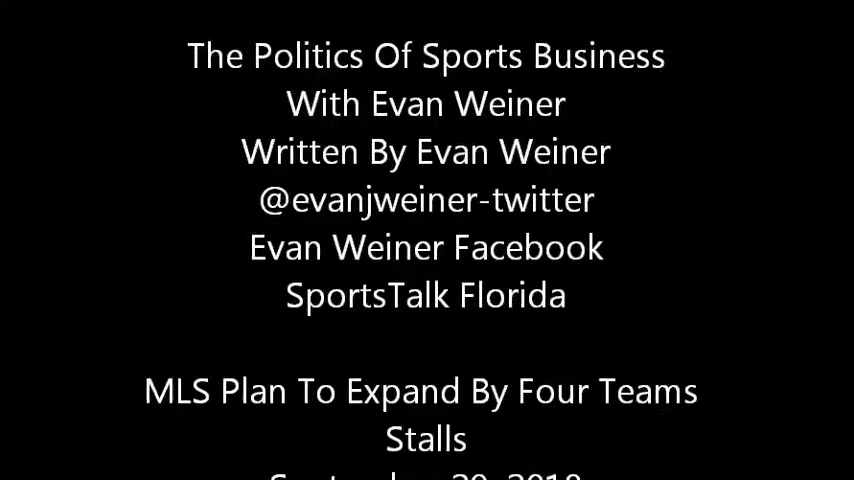 The Politics Of Sports Business
With Evan Weiner
Written By Evan Weiner
@evanjweiner-twitter
Evan Weiner Facebook
SportsTalk Florida
MLS Plan To Expand By Four Teams
Stalls